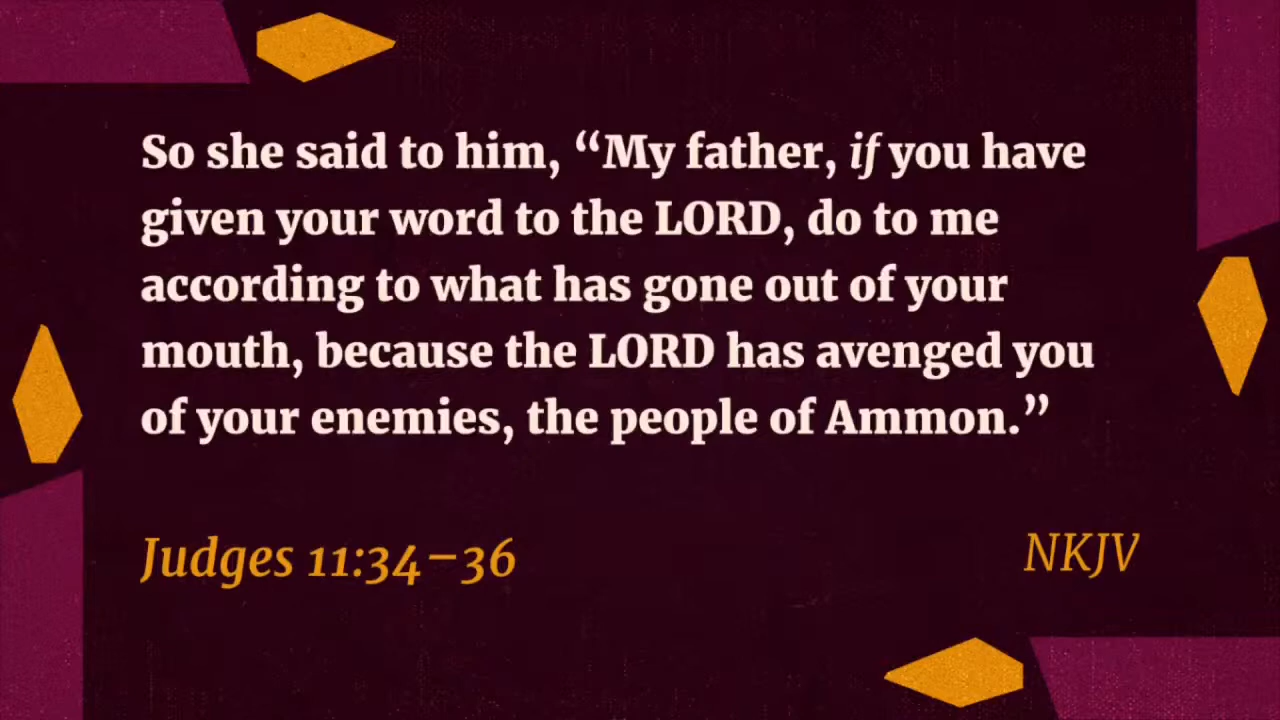 So she said to him, “My father, if you have
given your word to the LORD, do to me
according to what has gone out of your
mouth, because the LORD has avenged you
of your enemies, the people of Ammon.”
Judges 11:34–36
NKJV